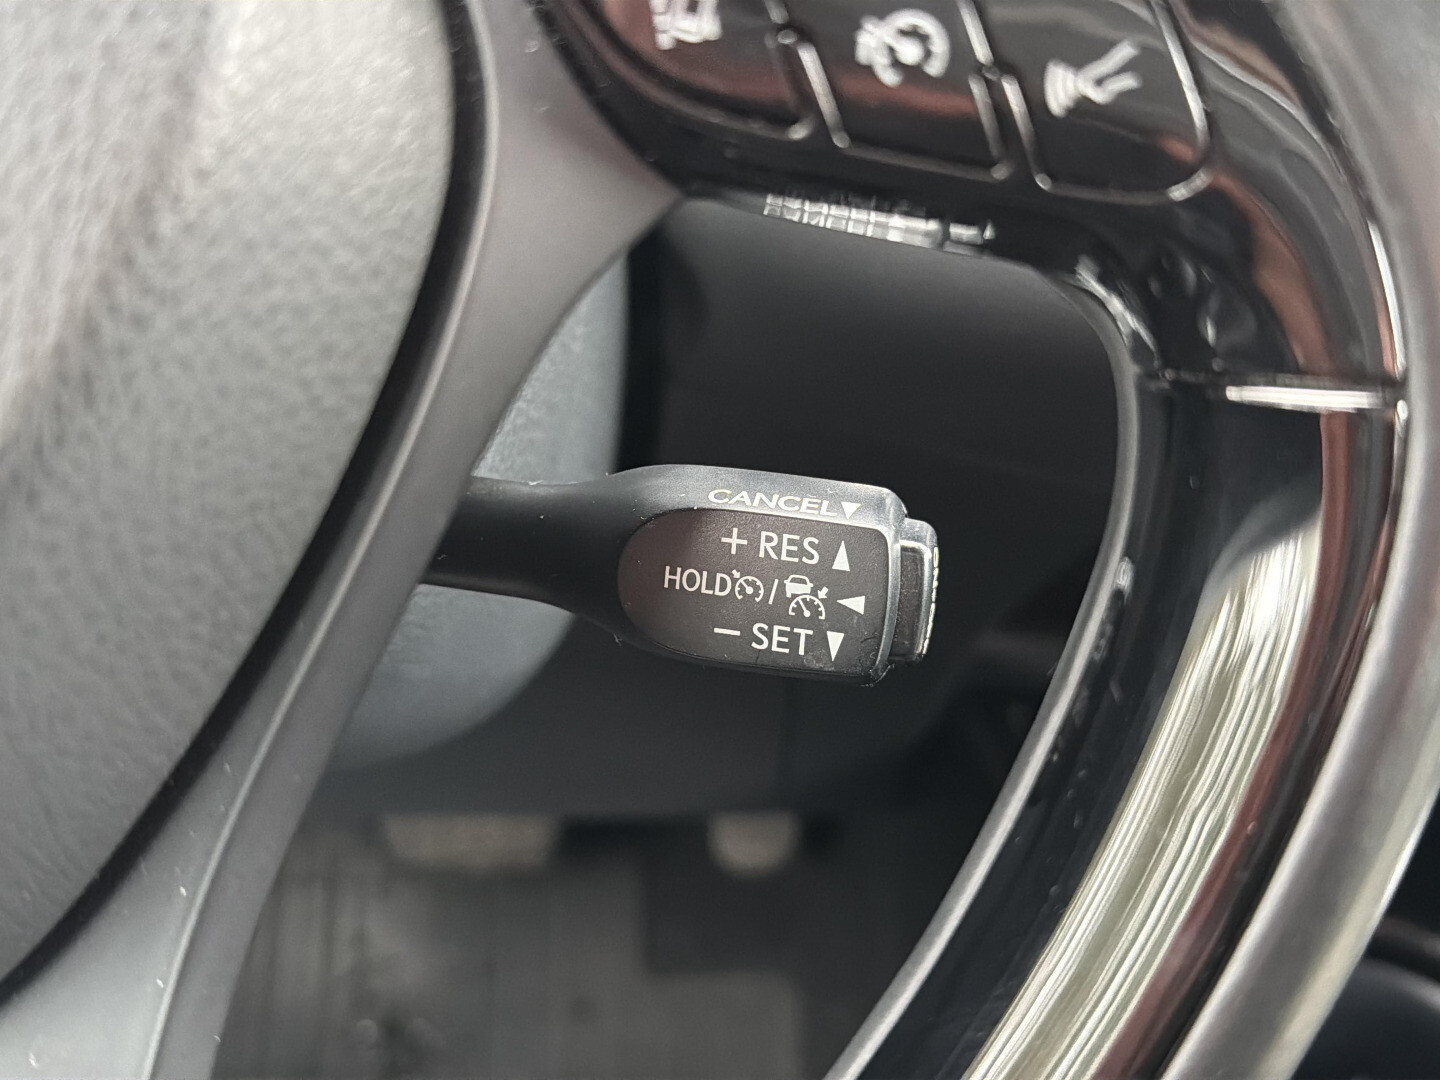 CANCEL▼
+ RES ▲
HOLD / ◀
− SET ▼